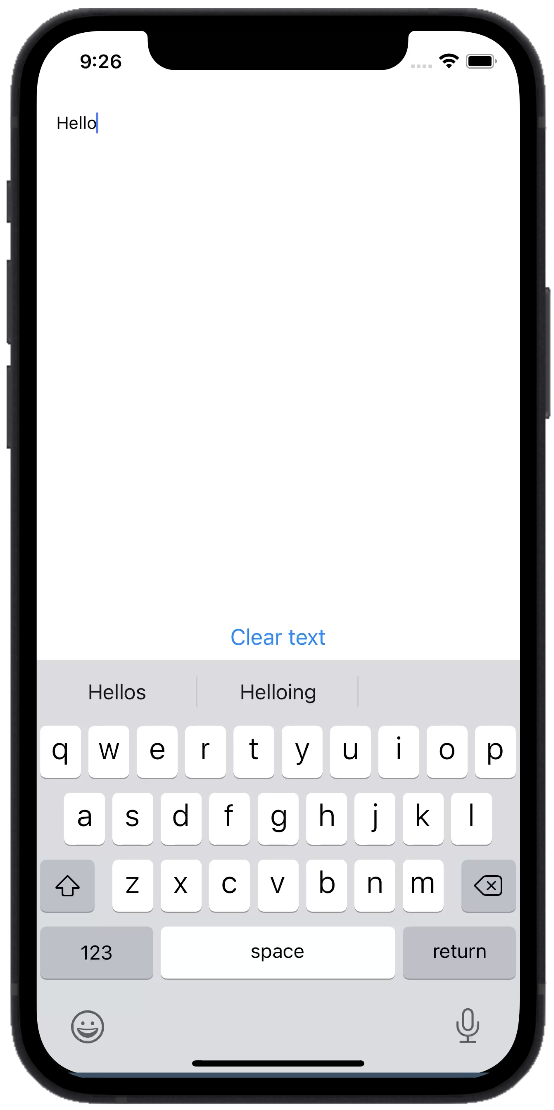 9:26
Hello
Clear text
Hellos Helloing
q w e r t y u i o p
a s d f g h j k l
z x c v b n m
123 space return